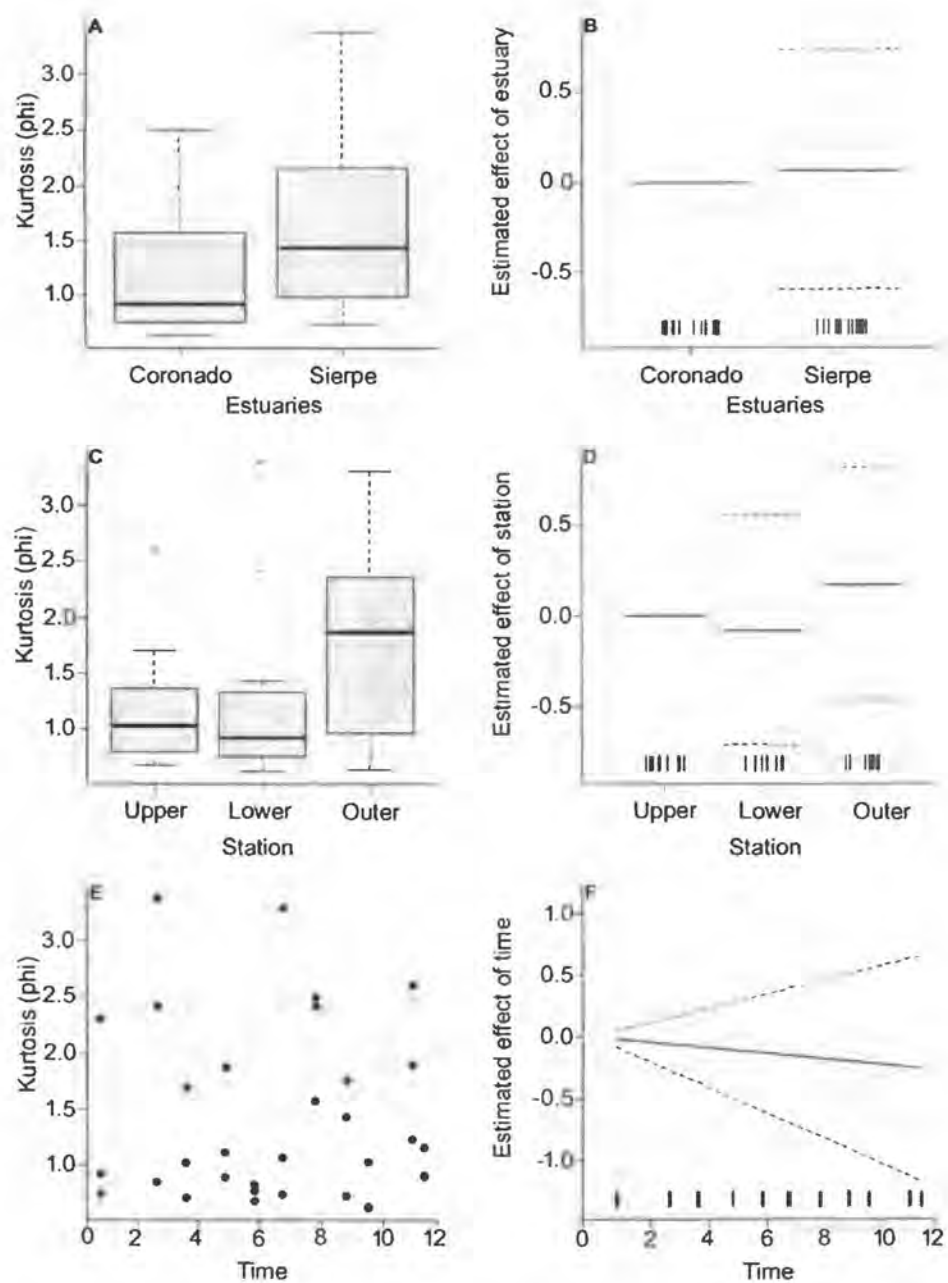 A
Kurtosis (phi)
3.0
2.5
2.0
1.5
1.0
Coronado Sierpe
Estuaries
B
Estimated effect of estuary
0.5
0.0
-0.5
Coronado Sierpe
Estuaries
C
Kurtosis (phi)
3.0
2.5
2.0
1.5
1.0
Upper Lower Outer
Station
D
Estimated effect of station
0.5
0.0
-0.5
Upper Lower Outer
Station
E
Kurtosis (phi)
3.0
2.5
2.0
1.5
1.0
0 2 4 6 8 10 12
Time
F
Estimated effect of time
1.0
0.5
0.0
-0.5
-1.0
0 2 4 6 8 10 12
Time